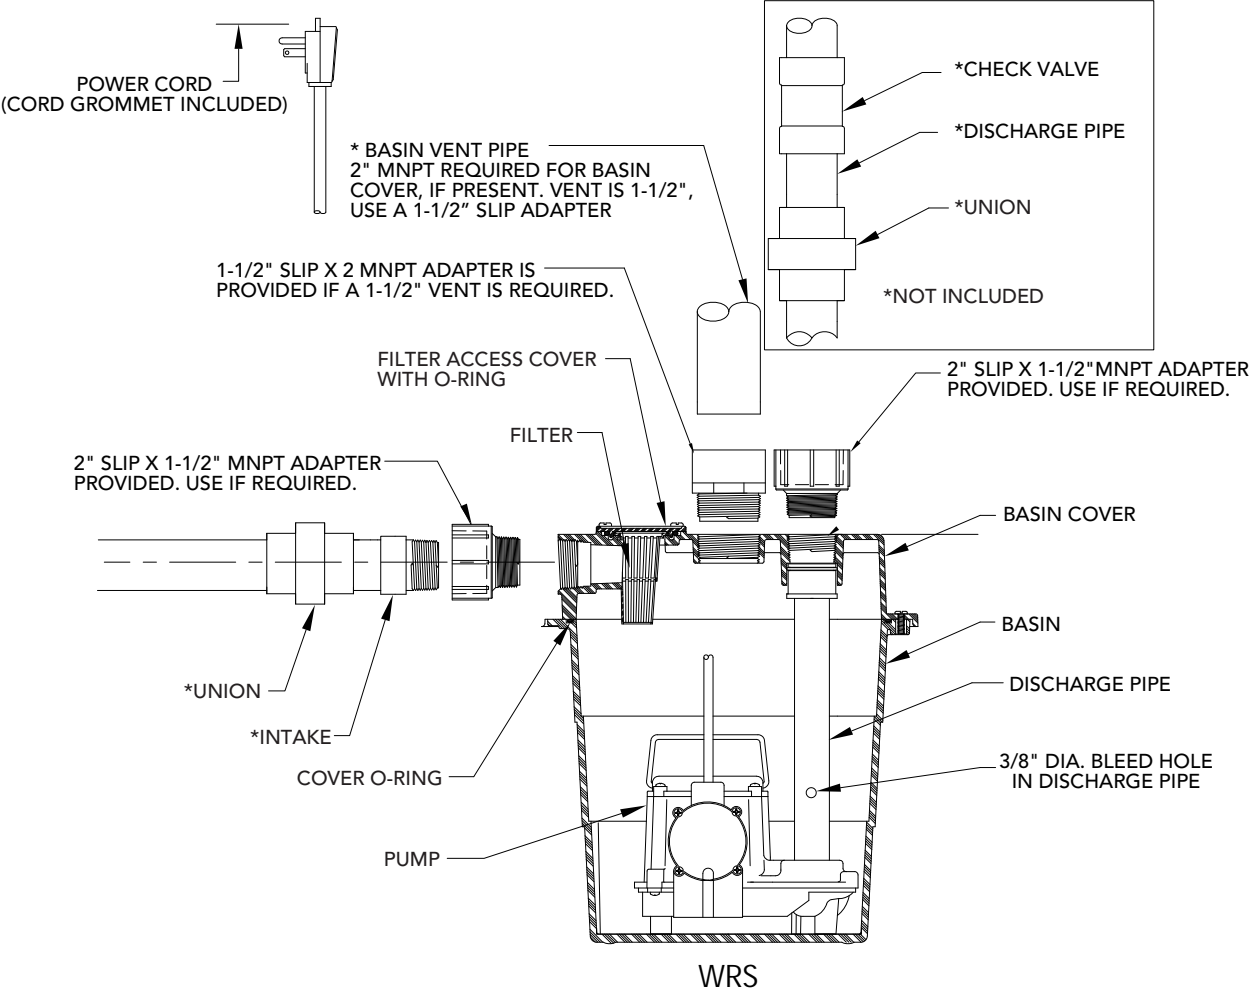 POWER CORD
(CORD GROMMET INCLUDED)
* BASIN VENT PIPE
2" MNPT REQUIRED FOR BASIN
COVER, IF PRESENT. VENT IS 1-1/2",
USE A 1-1/2” SLIP ADAPTER
*CHECK VALVE
*DISCHARGE PIPE
*UNION
*NOT INCLUDED
1-1/2" SLIP X 2 MNPT ADAPTER IS
PROVIDED IF A 1-1/2" VENT IS REQUIRED.
FILTER ACCESS COVER
WITH O-RING
2" SLIP X 1-1/2"MNPT ADAPTER
PROVIDED. USE IF REQUIRED.
FILTER
2" SLIP X 1-1/2" MNPT ADAPTER
PROVIDED. USE IF REQUIRED.
BASIN COVER
BASIN
*UNION
DISCHARGE PIPE
*INTAKE
COVER O-RING
3/8" DIA. BLEED HOLE
IN DISCHARGE PIPE
PUMP
WRS